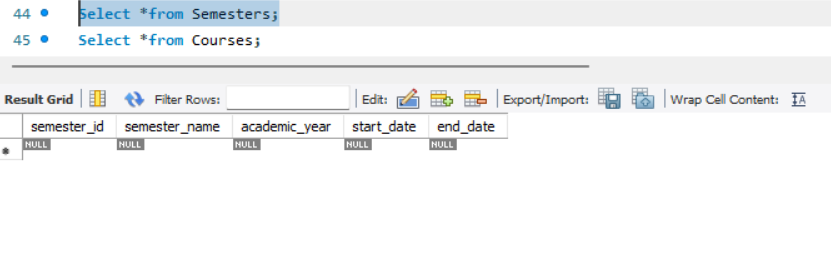 44 Select *from Semesters;
45 Select *from Courses;
Result Grid Filter Rows: Edit: Export/Import: Wrap Cell Content: IA
semester_id semester_name academic_year start_date end_date
* NULL NULL NULL NULL NULL